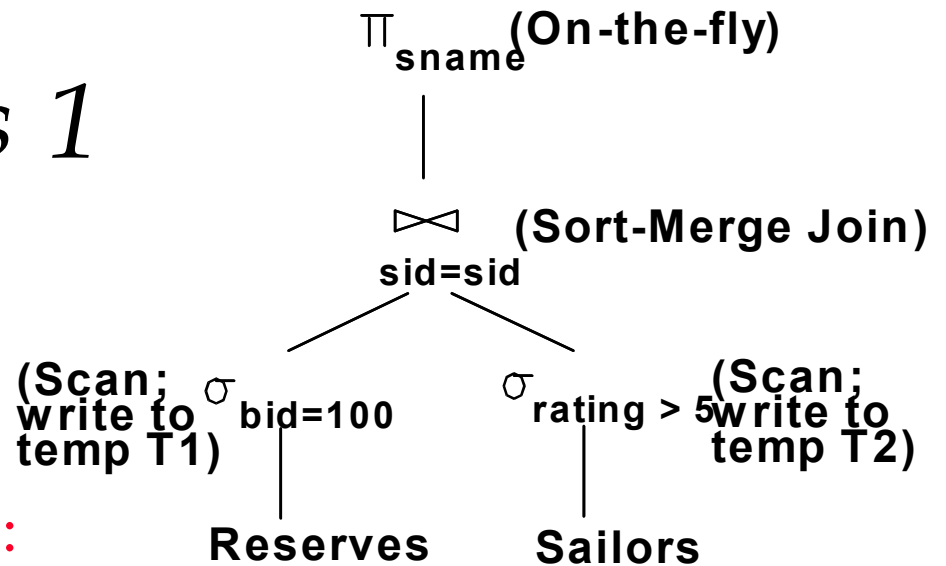 π sname (On-the-fly)
s 1
⋈ (Sort-Merge Join)
sid=sid
(Scan;
write to
temp T1)
σ bid=100
σ rating > 5
(Scan;
write to
temp T2)
:
Reserves
Sailors